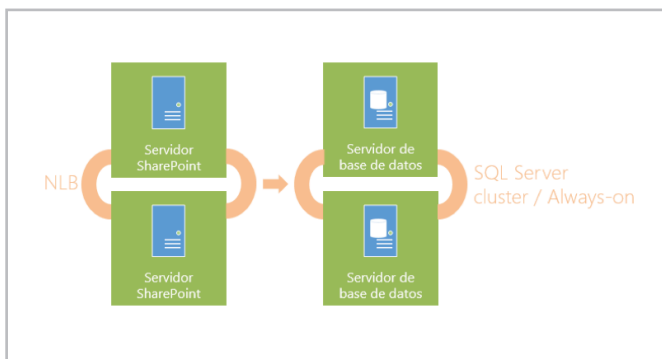 Servidor
SharePoint
Servidor de
base de datos
NLB
SQL Server
cluster / Always-on
Servidor
SharePoint
Servidor de
base de datos